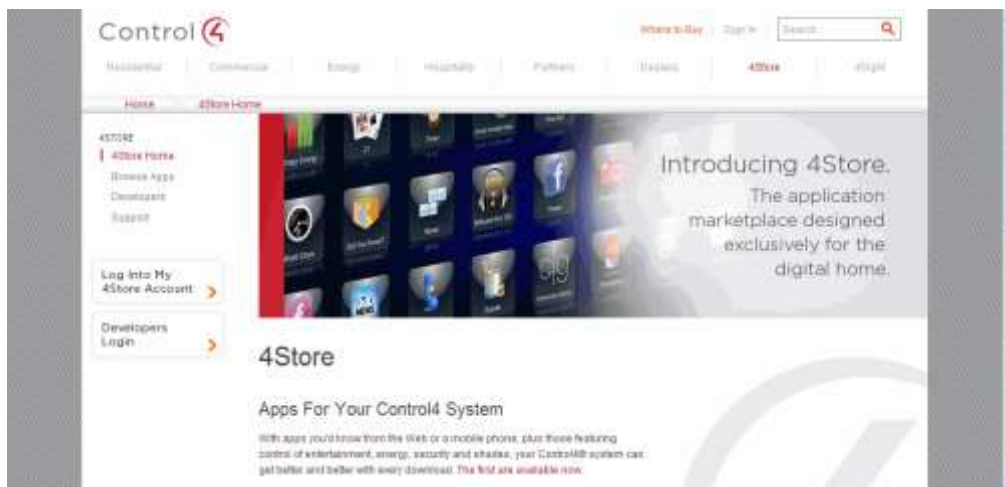 Control 4
Where to Buy
Sign In
Search
Residential
Commercial
Energy
Hospitality
Partners
Dealers
4Store
4Sight
Home
4Store Home
4STORE
4Store Home
Browse Apps
Developers
Support
Log Into My
4Store Account
Developers
Login
Introducing 4Store.
The application
marketplace designed
exclusively for the
digital home.
4Store
Apps For Your Control4 System
With apps you'd know from the Web or a mobile phone, plus those featuring
control of entertainment, energy, security and shades, your Control4® system can
get better and better with every download. The first are available now.